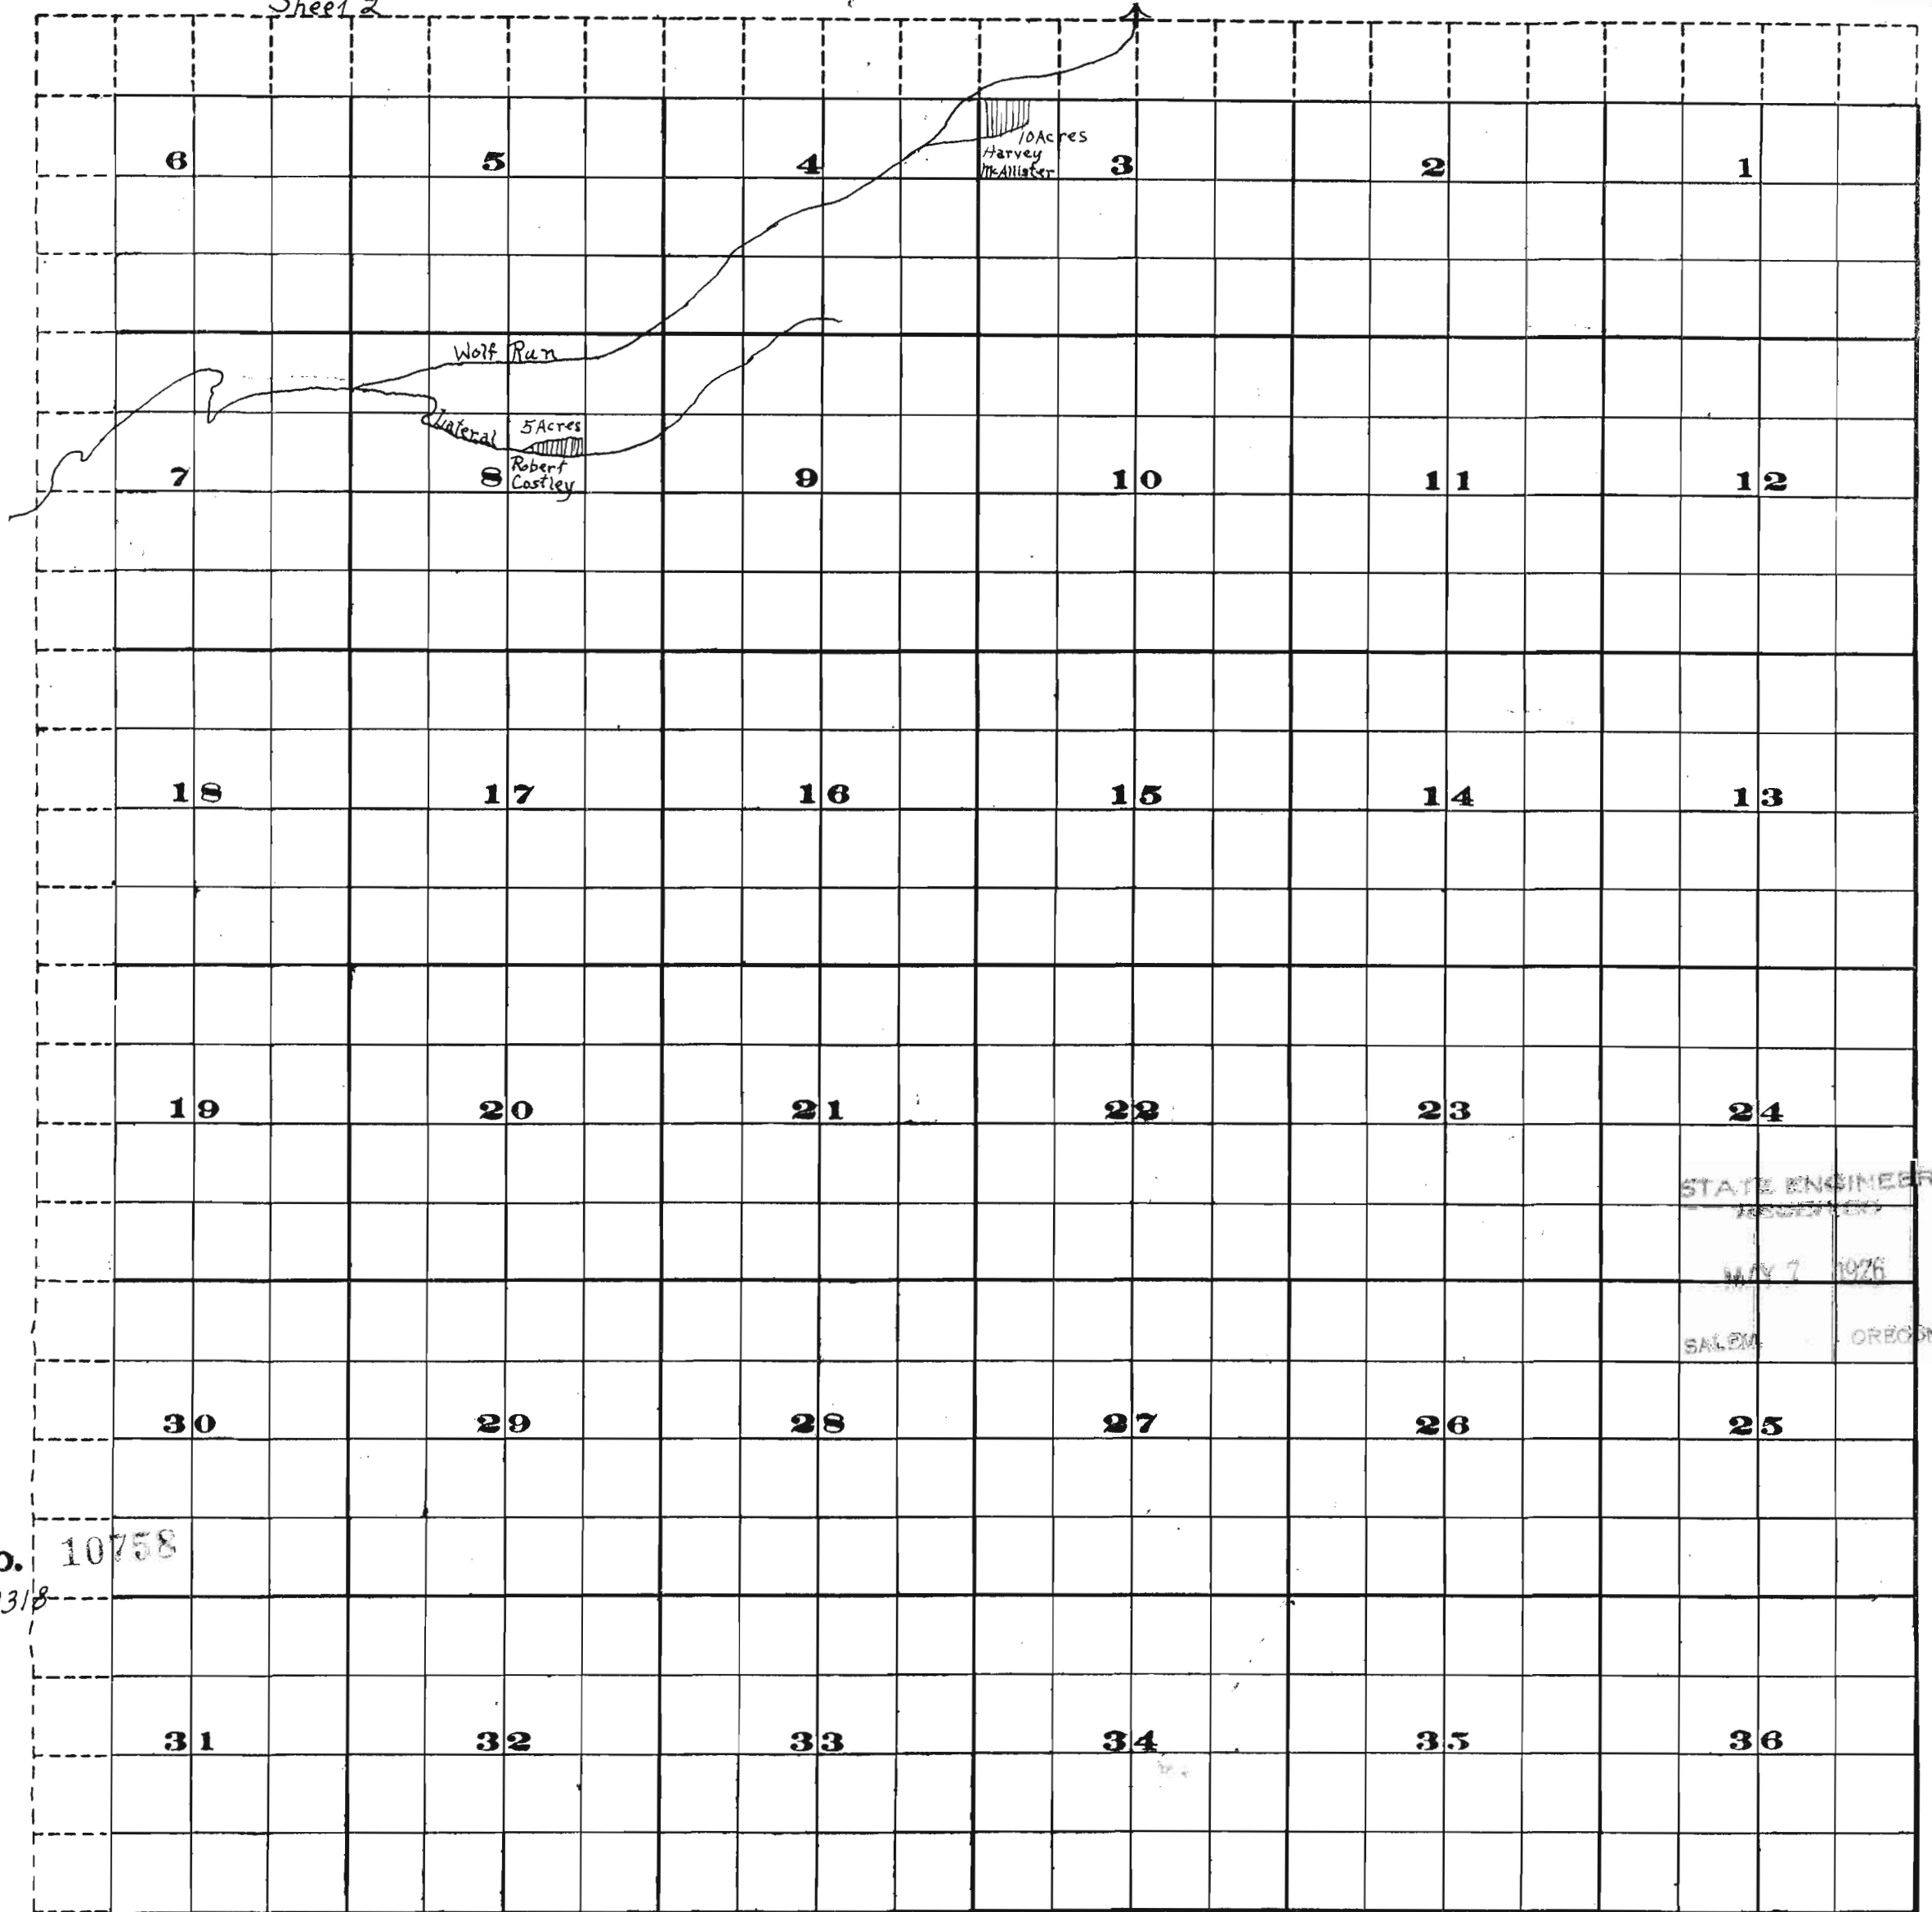 Sheet 2
10 Acres
Harvey
McAllister
6 5 4 3 2 1
Wolf Run
Lateral
5 Acres
Robert
Costley
7 8 9 10 11 12
18 17 16 15 14 13
19 20 21 22 23 24
STATE ENGINEER
RECEIVED
MAY 7 1926
SALEM OREGON
30 29 28 27 26 25
10758
318
31 32 33 34 35 36